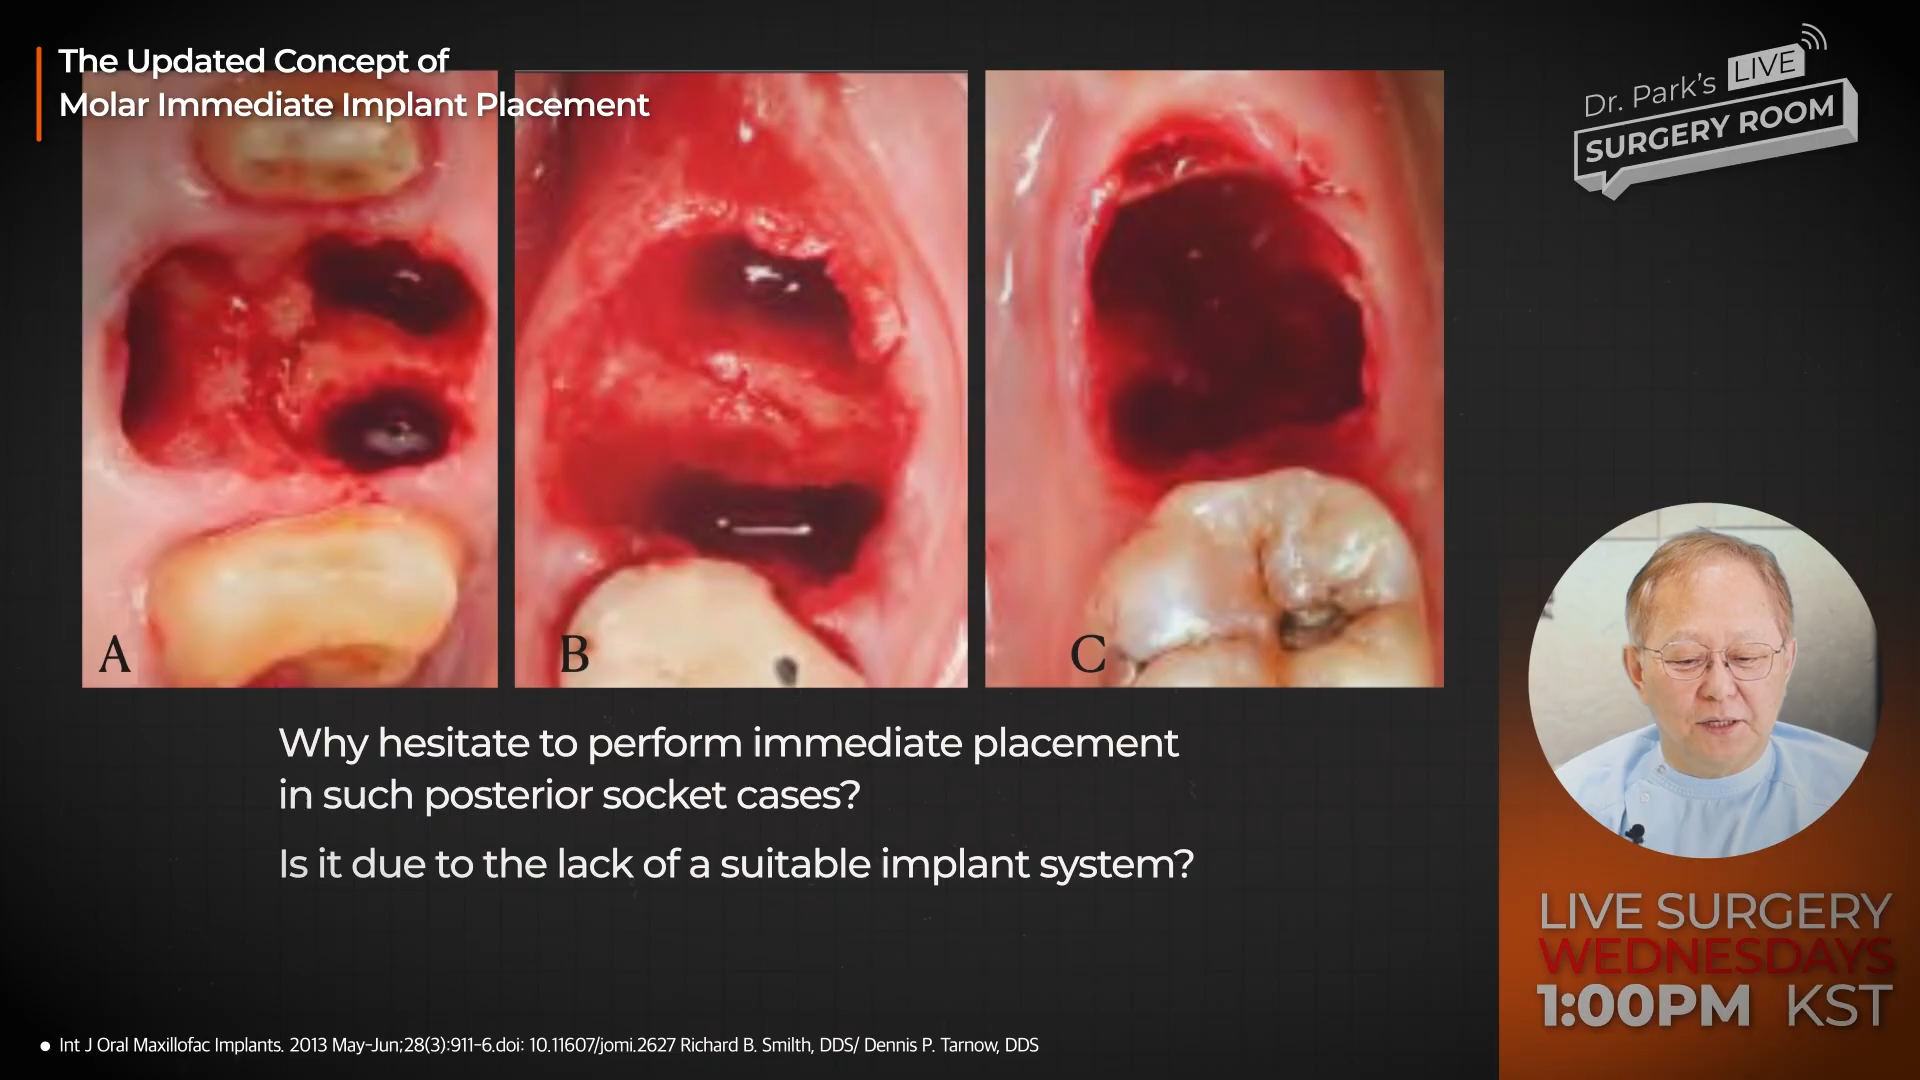 The Updated Concept of
Molar Immediate Implant Placement
Dr. Park's LIVE
SURGERY ROOM
A
B
C
Why hesitate to perform immediate placement
in such posterior socket cases?
Is it due to the lack of a suitable implant system?
LIVE SURGERY
WEDNESDAYS
1:00PM KST
● Int J Oral Maxillofac Implants. 2013 May-Jun;28(3):911-6.doi: 10.11607/jomi.2627 Richard B. Smilth, DDS/ Dennis P. Tarnow, DDS